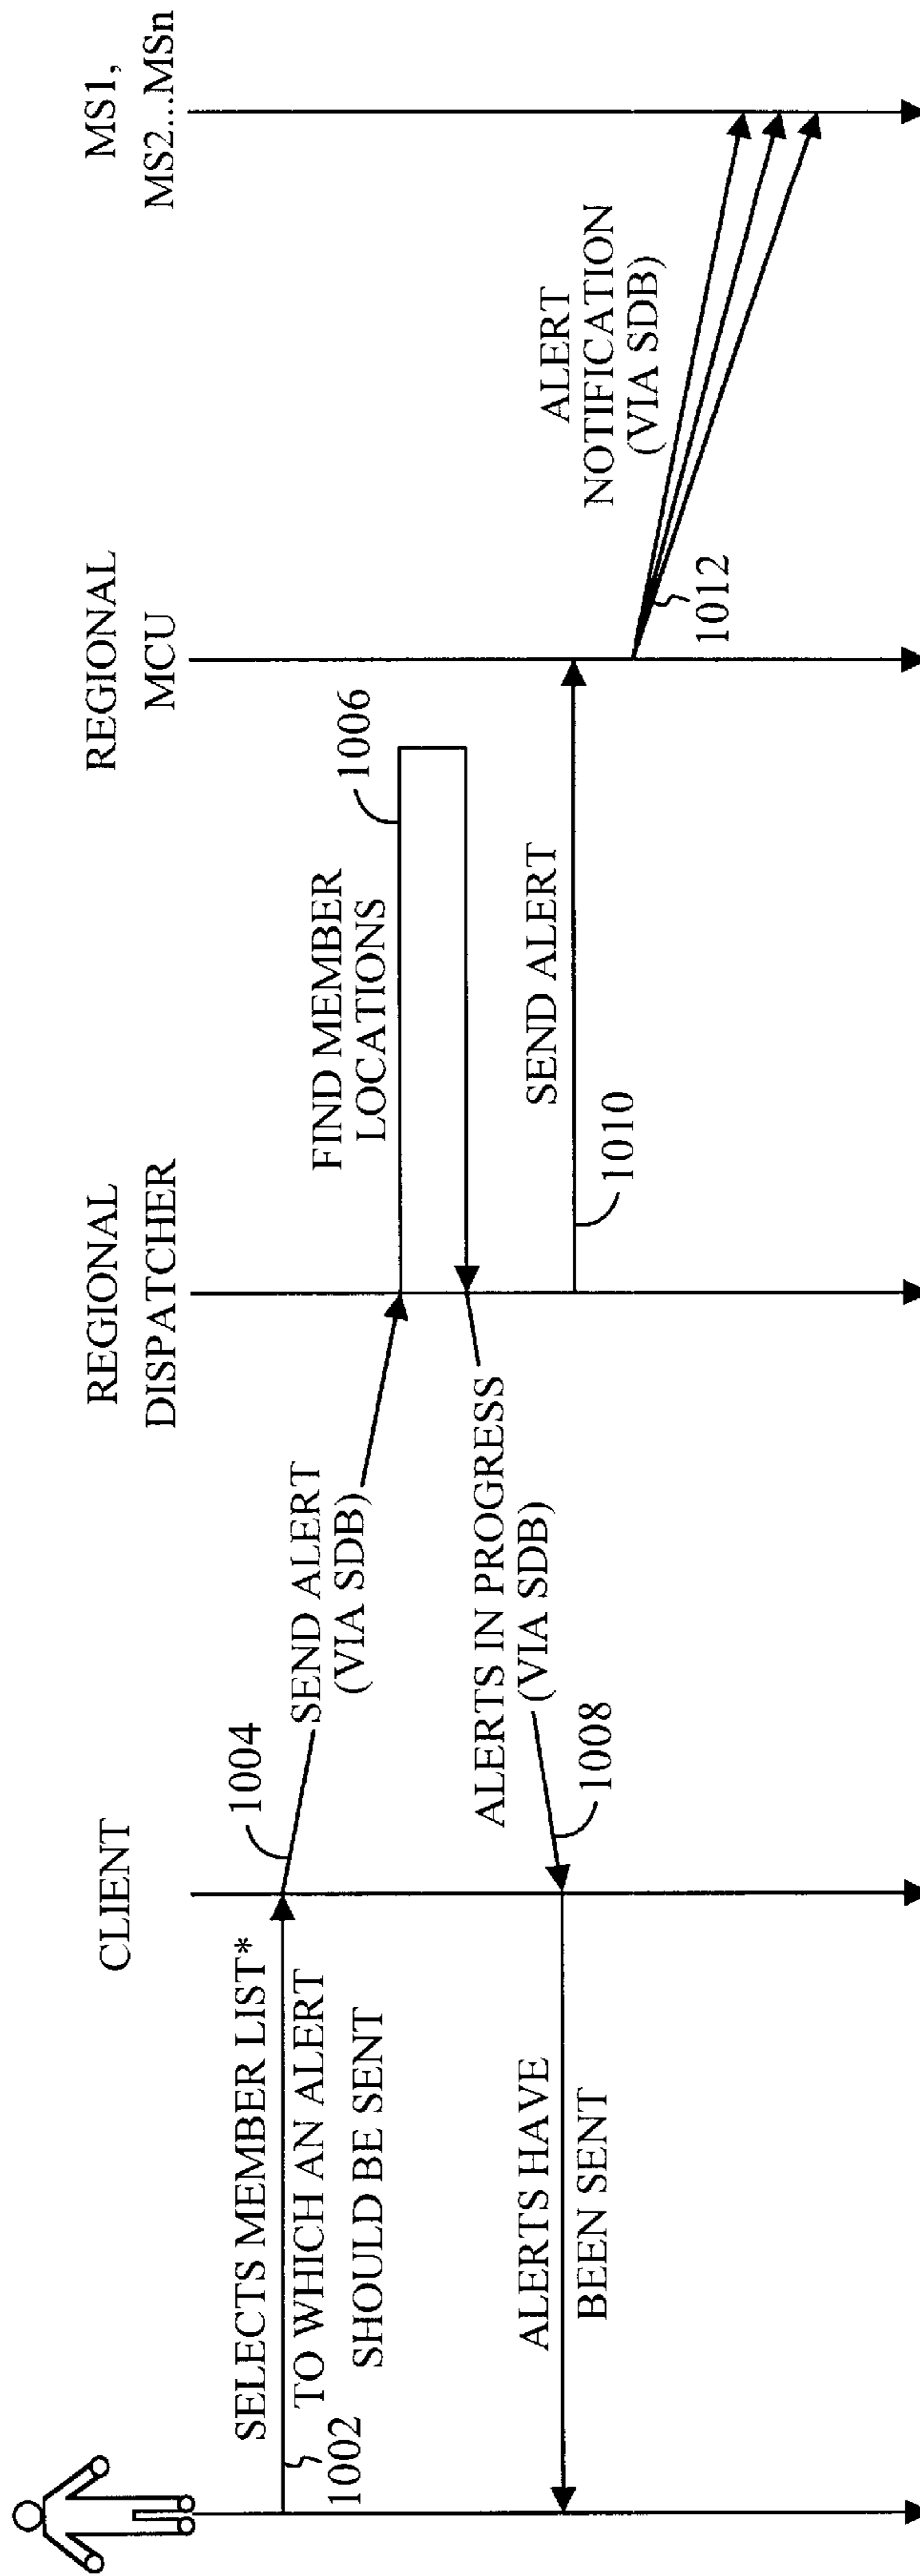 CLIENT
REGIONAL
DISPATCHER
REGIONAL
MCU
MS1,
MS2...MSn
SELECTS MEMBER LIST*
TO WHICH AN ALERT
SHOULD BE SENT
1002
1004
SEND ALERT
(VIA SDB)
FIND MEMBER
LOCATIONS
1006
ALERTS IN PROGRESS
(VIA SDB)
1008
ALERTS HAVE
BEEN SENT
SEND ALERT
1010
ALERT
NOTIFICATION
(VIA SDB)
1012